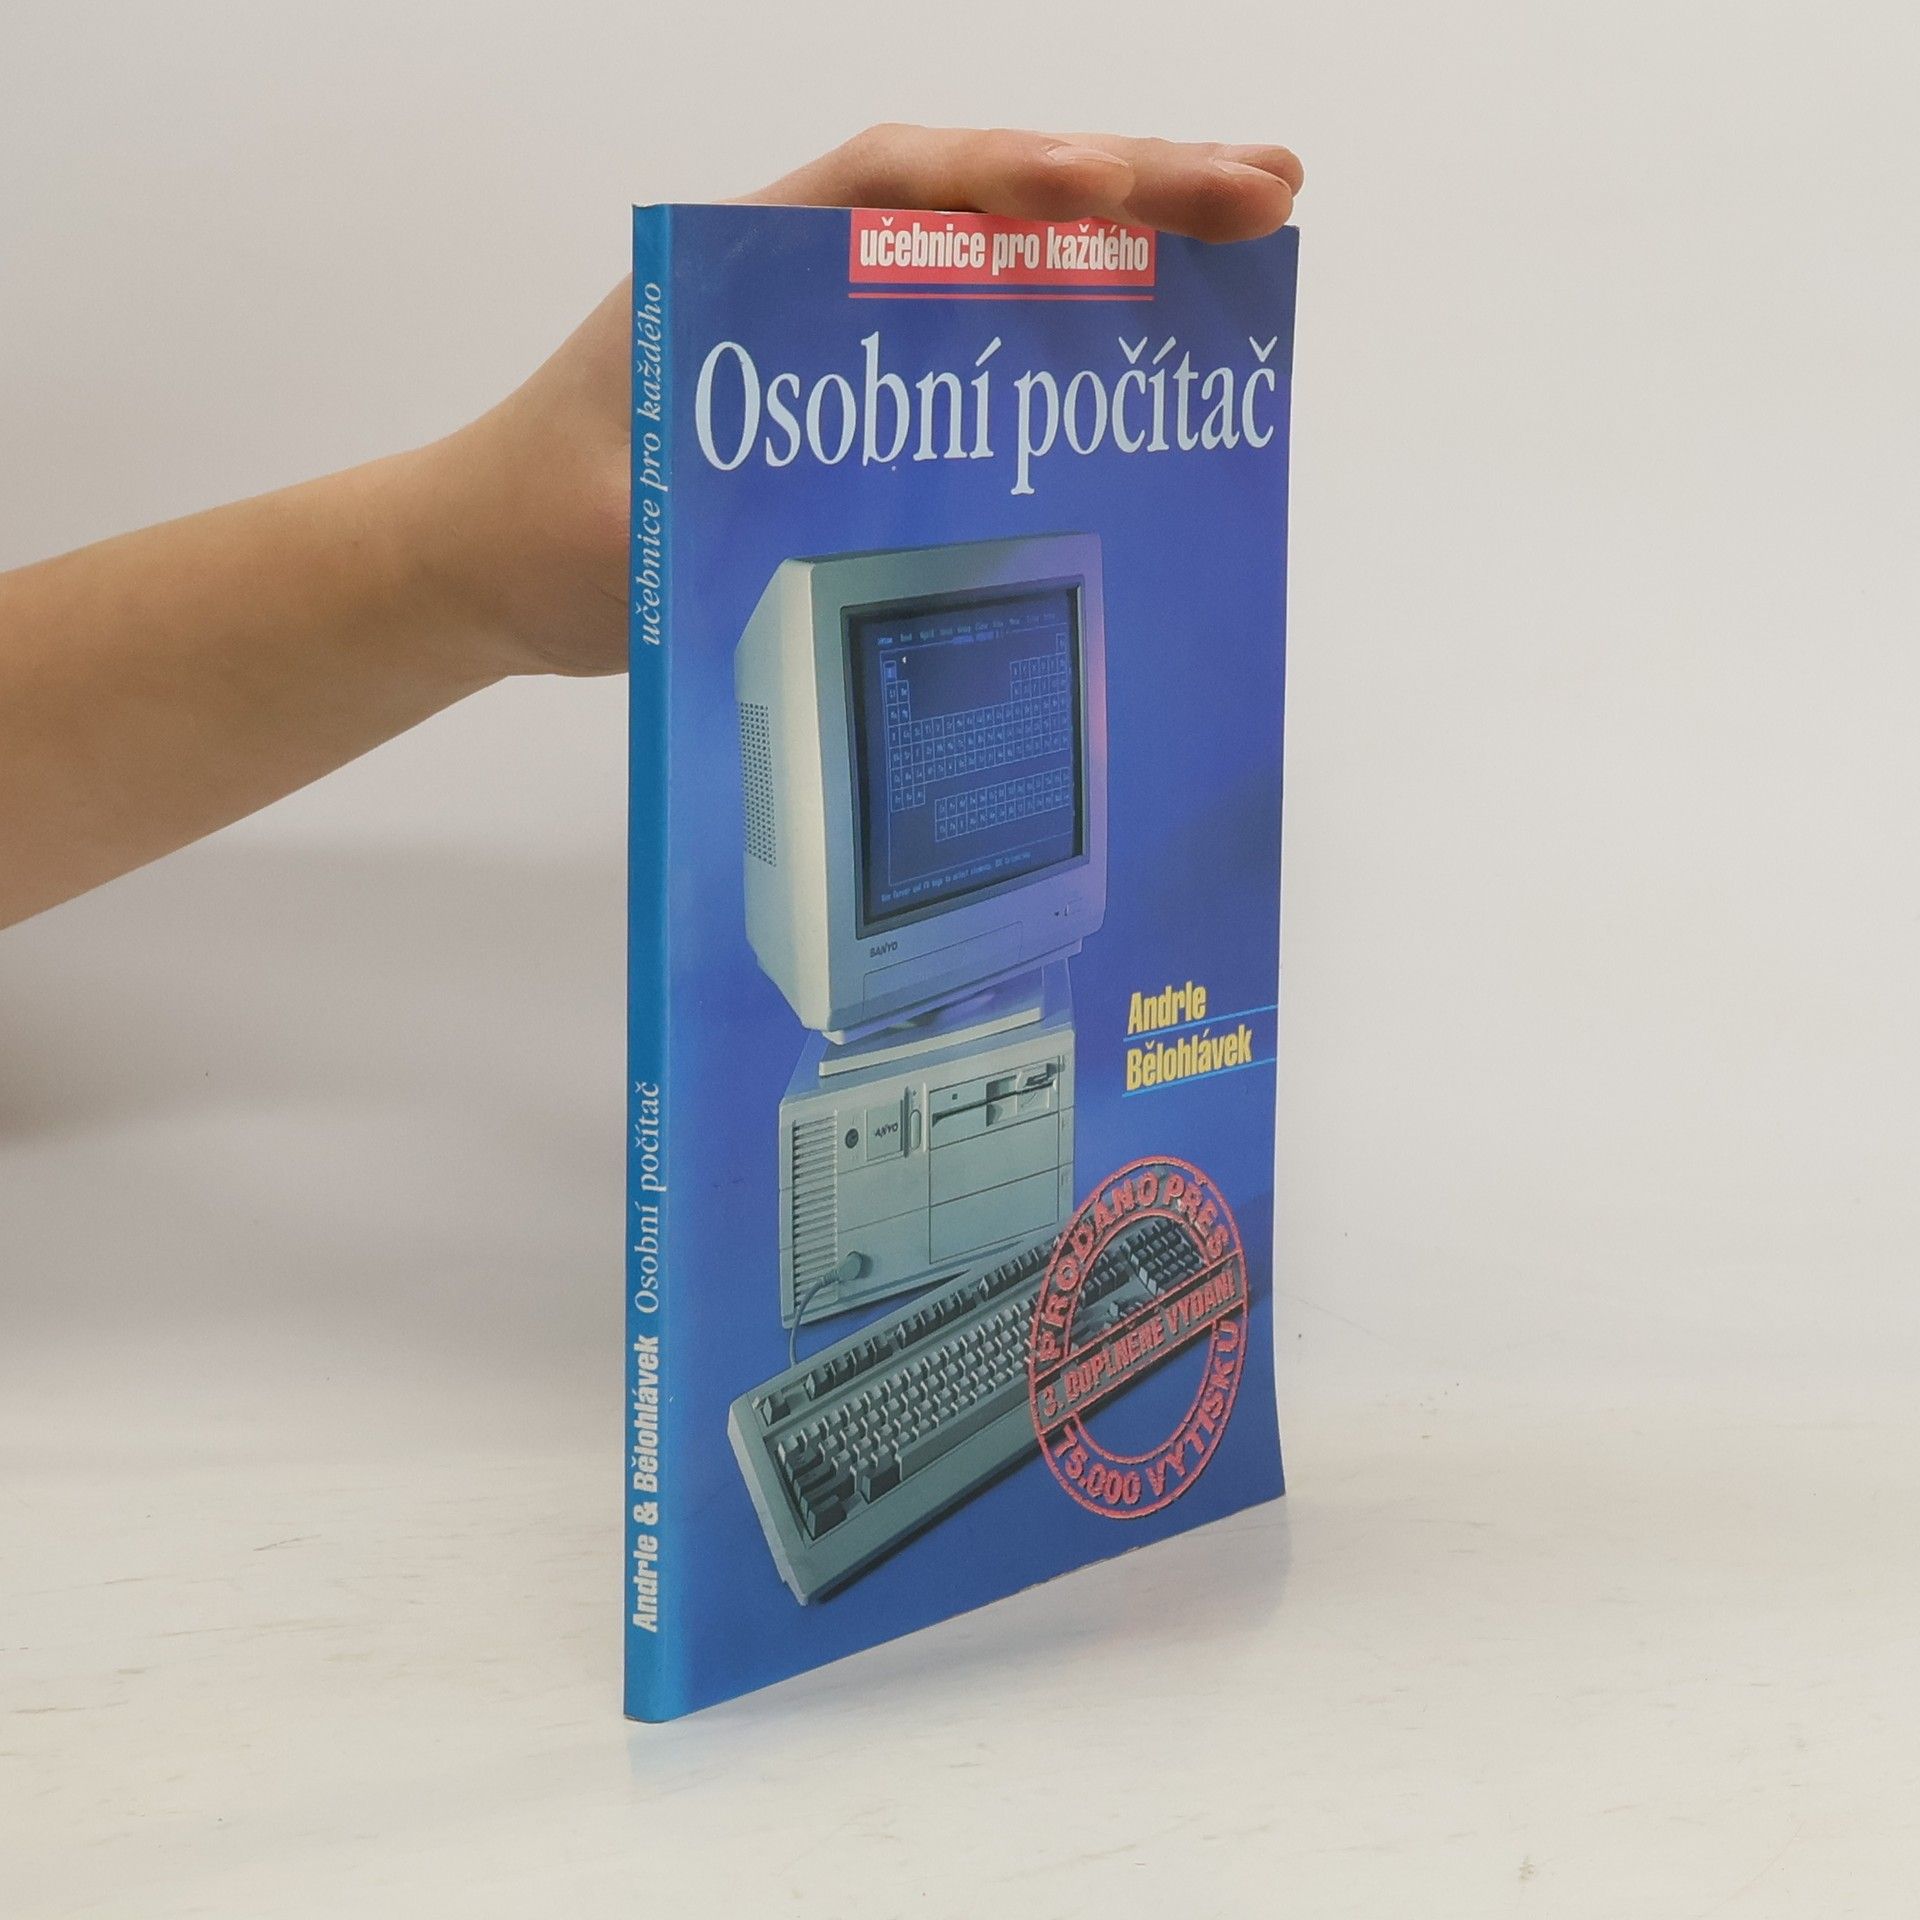 učebnice pro každého
Osobní počítač
SANYO
Andrle
Bělohlávek
PRODÁNO PŘES
3. DOPLNĚNÉ VYDÁNÍ
75.000 VÝTISKŮ
Andrle & Bělohlávek Osobní počítač učebnice pro každého